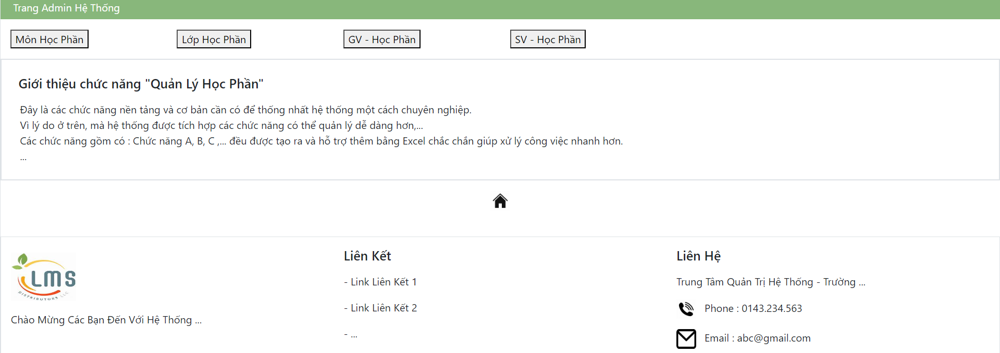 Trang Admin Hệ Thống
Môn Học Phần
Lớp Học Phần
GV - Học Phần
SV - Học Phần
Giới thiệu chức năng "Quản Lý Học Phần"
Đây là các chức năng nền tảng và cơ bản cần có để thống nhất hệ thống một cách chuyên nghiệp.
Vì lý do ở trên, mà hệ thống được tích hợp các chức năng có thể quản lý dễ dàng hơn,...
Các chức năng gồm có : Chức năng A, B, C ,... đều được tạo ra và hỗ trợ thêm bằng Excel chắc chắn giúp xử lý công việc nhanh hơn.
...
LMS
DISTRIBUTORS LLC
Chào Mừng Các Bạn Đến Với Hệ Thống ...
Liên Kết
- Link Liên Kết 1
- Link Liên Kết 2
- ...
Liên Hệ
Trung Tâm Quản Trị Hệ Thống - Trường ...
Phone : 0143.234.563
Email : abc@gmail.com